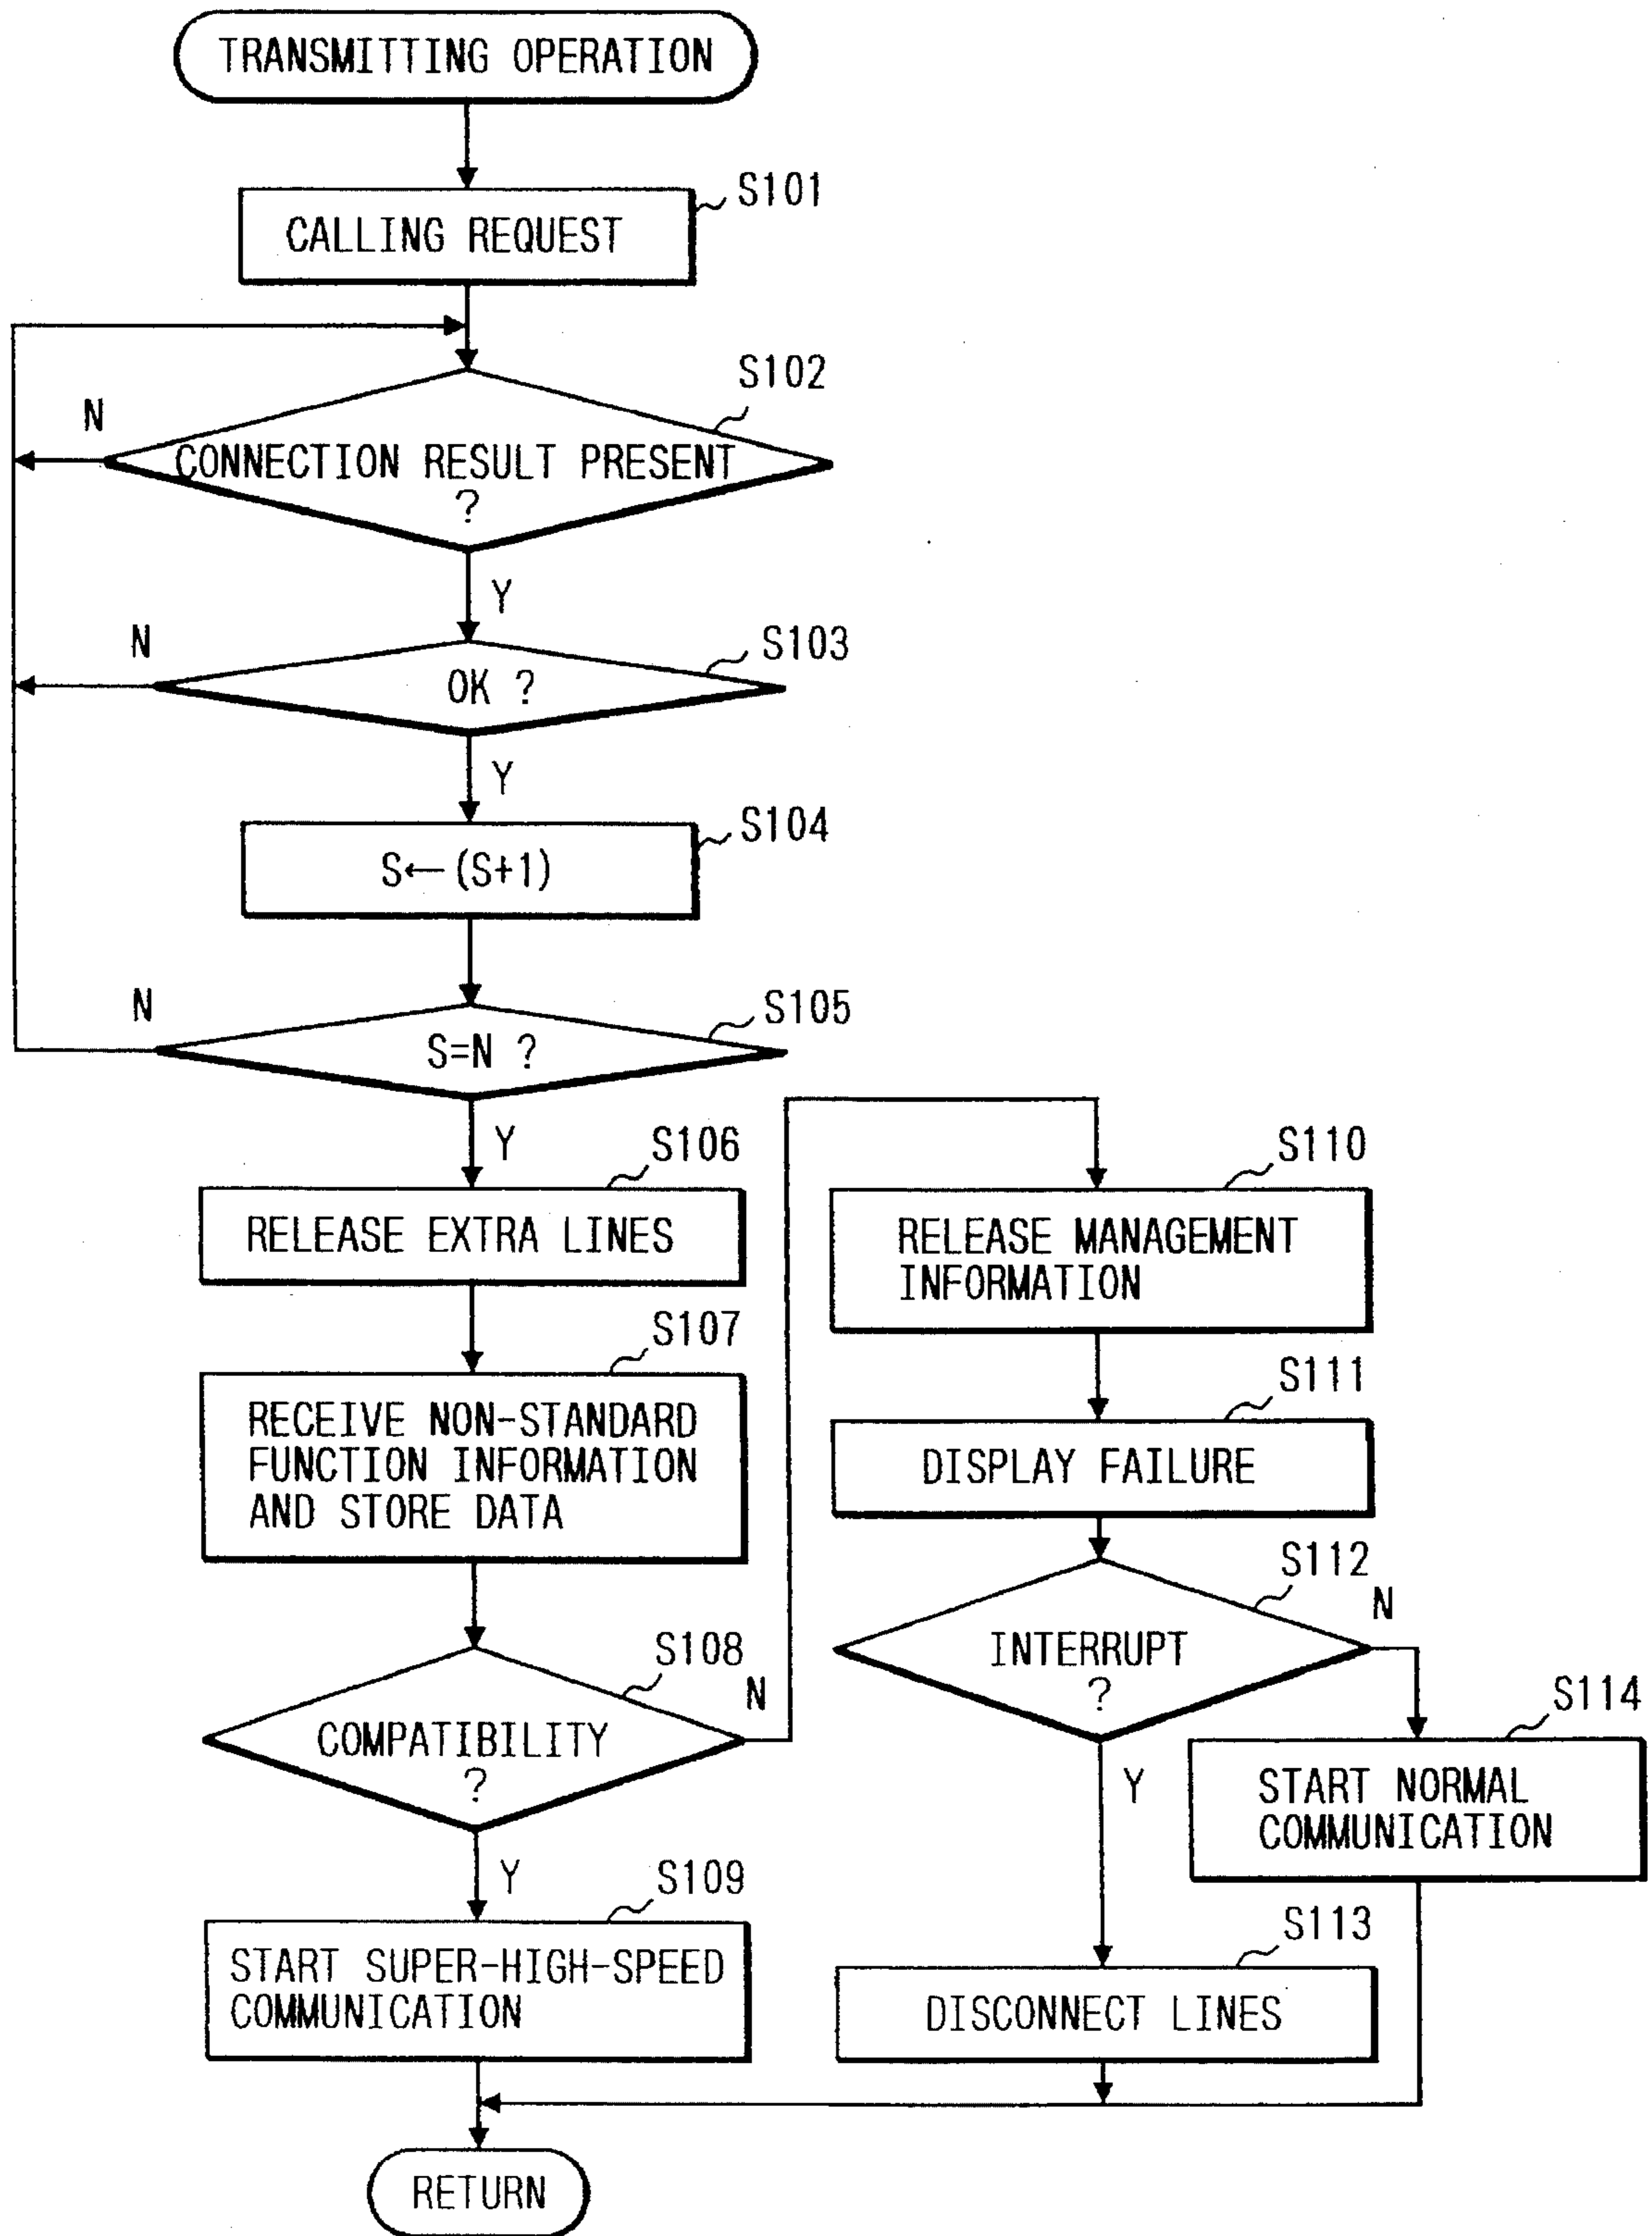 TRANSMITTING OPERATION
S101
CALLING REQUEST
S102
N
CONNECTION RESULT PRESENT
?
Y
N
S103
OK ?
Y
S104
S←(S+1)
N
S105
S=N ?
Y
S106
RELEASE EXTRA LINES
S107
RECEIVE NON-STANDARD
FUNCTION INFORMATION
AND STORE DATA
S108
N
COMPATIBILITY
?
Y
S109
START SUPER-HIGH-SPEED
COMMUNICATION
S110
RELEASE MANAGEMENT
INFORMATION
S111
DISPLAY FAILURE
S112
N
INTERRUPT
?
Y
S114
START NORMAL
COMMUNICATION
S113
DISCONNECT LINES
RETURN